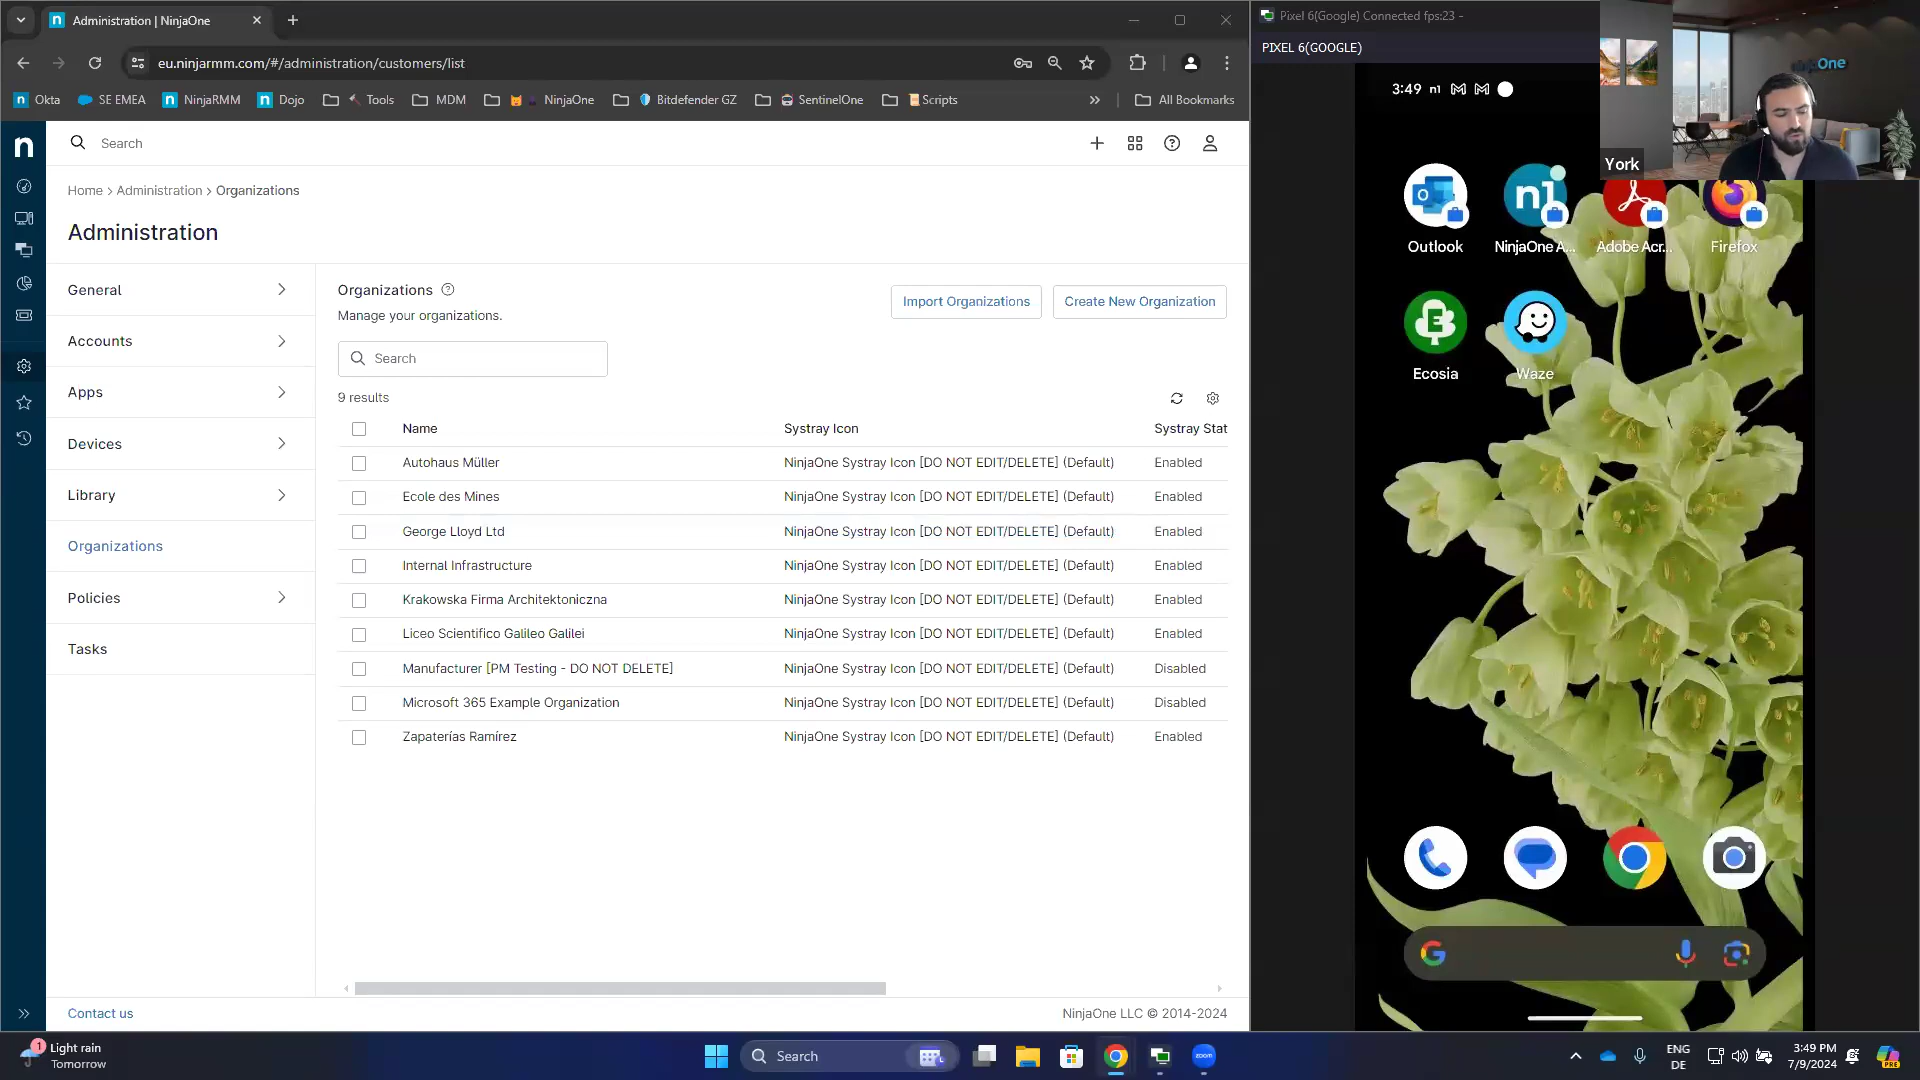 Administration | NinjaOne
eu.ninjarmm.com/#/administration/customers/list
Okta
SE EMEA
NinjaRMM
Dojo
Tools
MDM
NinjaOne
Bitdefender GZ
SentinelOne
Scripts
All Bookmarks
Search
Home > Administration > Organizations
Administration
General
Accounts
Apps
Devices
Library
Organizations
Policies
Tasks
Organizations
Manage your organizations.
Import Organizations
Create New Organization
Search
9 results
Name Systray Icon Systray Stat
Autohaus Müller NinjaOne Systray Icon [DO NOT EDIT/DELETE] (Default) Enabled
Ecole des Mines NinjaOne Systray Icon [DO NOT EDIT/DELETE] (Default) Enabled
George Lloyd Ltd NinjaOne Systray Icon [DO NOT EDIT/DELETE] (Default) Enabled
Internal Infrastructure NinjaOne Systray Icon [DO NOT EDIT/DELETE] (Default) Enabled
Krakowska Firma Architektoniczna NinjaOne Systray Icon [DO NOT EDIT/DELETE] (Default) Enabled
Liceo Scientifico Galileo Galilei NinjaOne Systray Icon [DO NOT EDIT/DELETE] (Default) Enabled
Manufacturer [PM Testing - DO NOT DELETE] NinjaOne Systray Icon [DO NOT EDIT/DELETE] (Default) Disabled
Microsoft 365 Example Organization NinjaOne Systray Icon [DO NOT EDIT/DELETE] (Default) Disabled
Zapaterías Ramírez NinjaOne Systray Icon [DO NOT EDIT/DELETE] (Default) Enabled
Contact us
NinjaOne LLC © 2014-2024
Pixel 6(Google) Connected fps:23 -
PIXEL 6(GOOGLE)
3:49
York
Outlook
NinjaOne A...
Adobe Acr...
Firefox
Ecosia
Waze
1
Light rain
Tomorrow
Search
zoom
ENG
DE
3:49 PM
7/9/2024
PRE